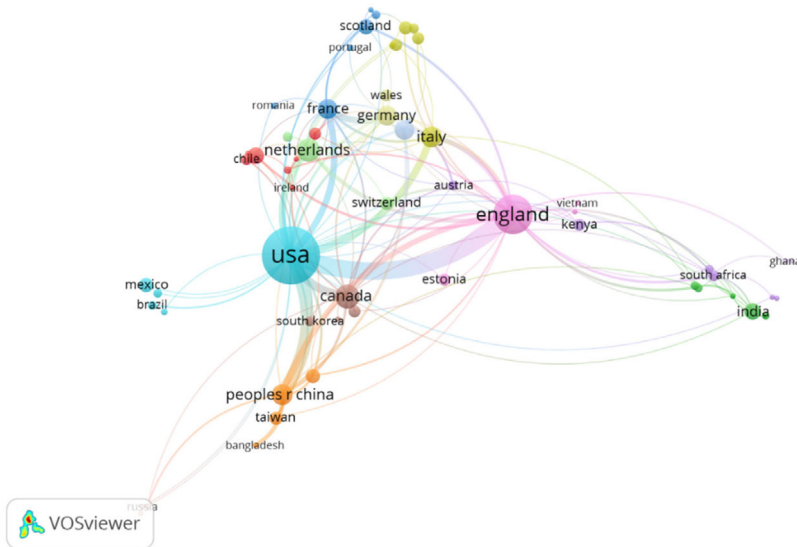 scotland
portugal
romania
france
wales
germany
italy
netherlands
chile
ireland
switzerland
austria
england
vietnam
kenya
usa
mexico
brazil
estonia
canada
south korea
south africa
ghana
india
peoples r china
taiwan
bangladesh
russia
VOSviewer